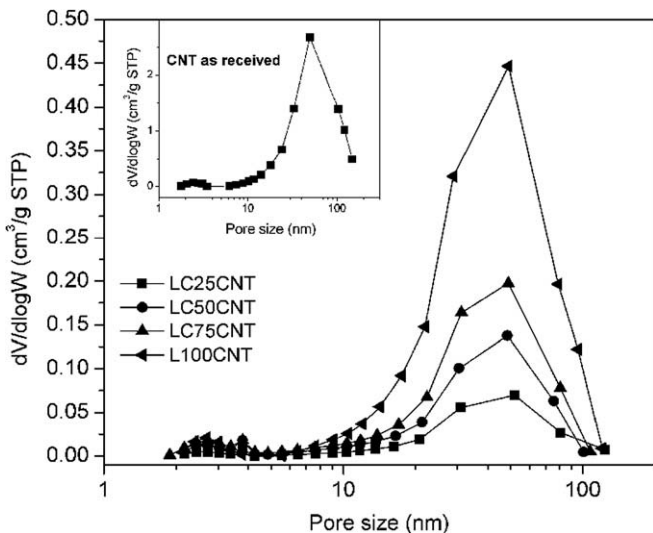 0.50
0.45
0.40
0.35
0.30
0.25
0.20
0.15
0.10
0.05
0.00
dV/dlogW (cm³/g STP)
CNT as received
2
1
0
dV/dlogW (cm³/g STP)
1 10 100
Pore size (nm)
LC25CNT
LC50CNT
LC75CNT
L100CNT
1 10 100
Pore size (nm)